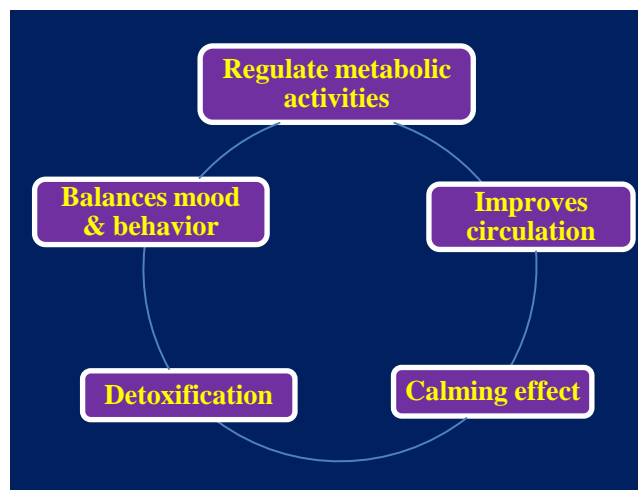 Regulate metabolic
activities
Balances mood
& behavior
Improves
circulation
Detoxification
Calming effect